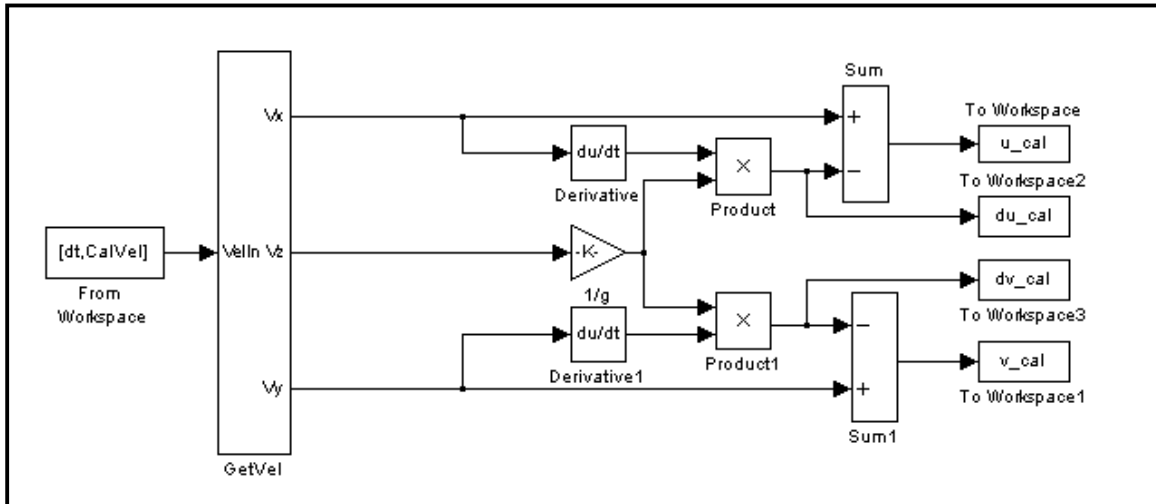 Sum
To Workspace
Vx
+
u_cal
du/dt
×
−
To Workspace2
Derivative
Product
du_cal
[dt,CalVel]
VelIn
Vz
-K-
From
Workspace
1/g
dv_cal
To Workspace3
du/dt
×
−
Product1
v_cal
Derivative1
Vy
+
To Workspace1
Sum1
GetVel